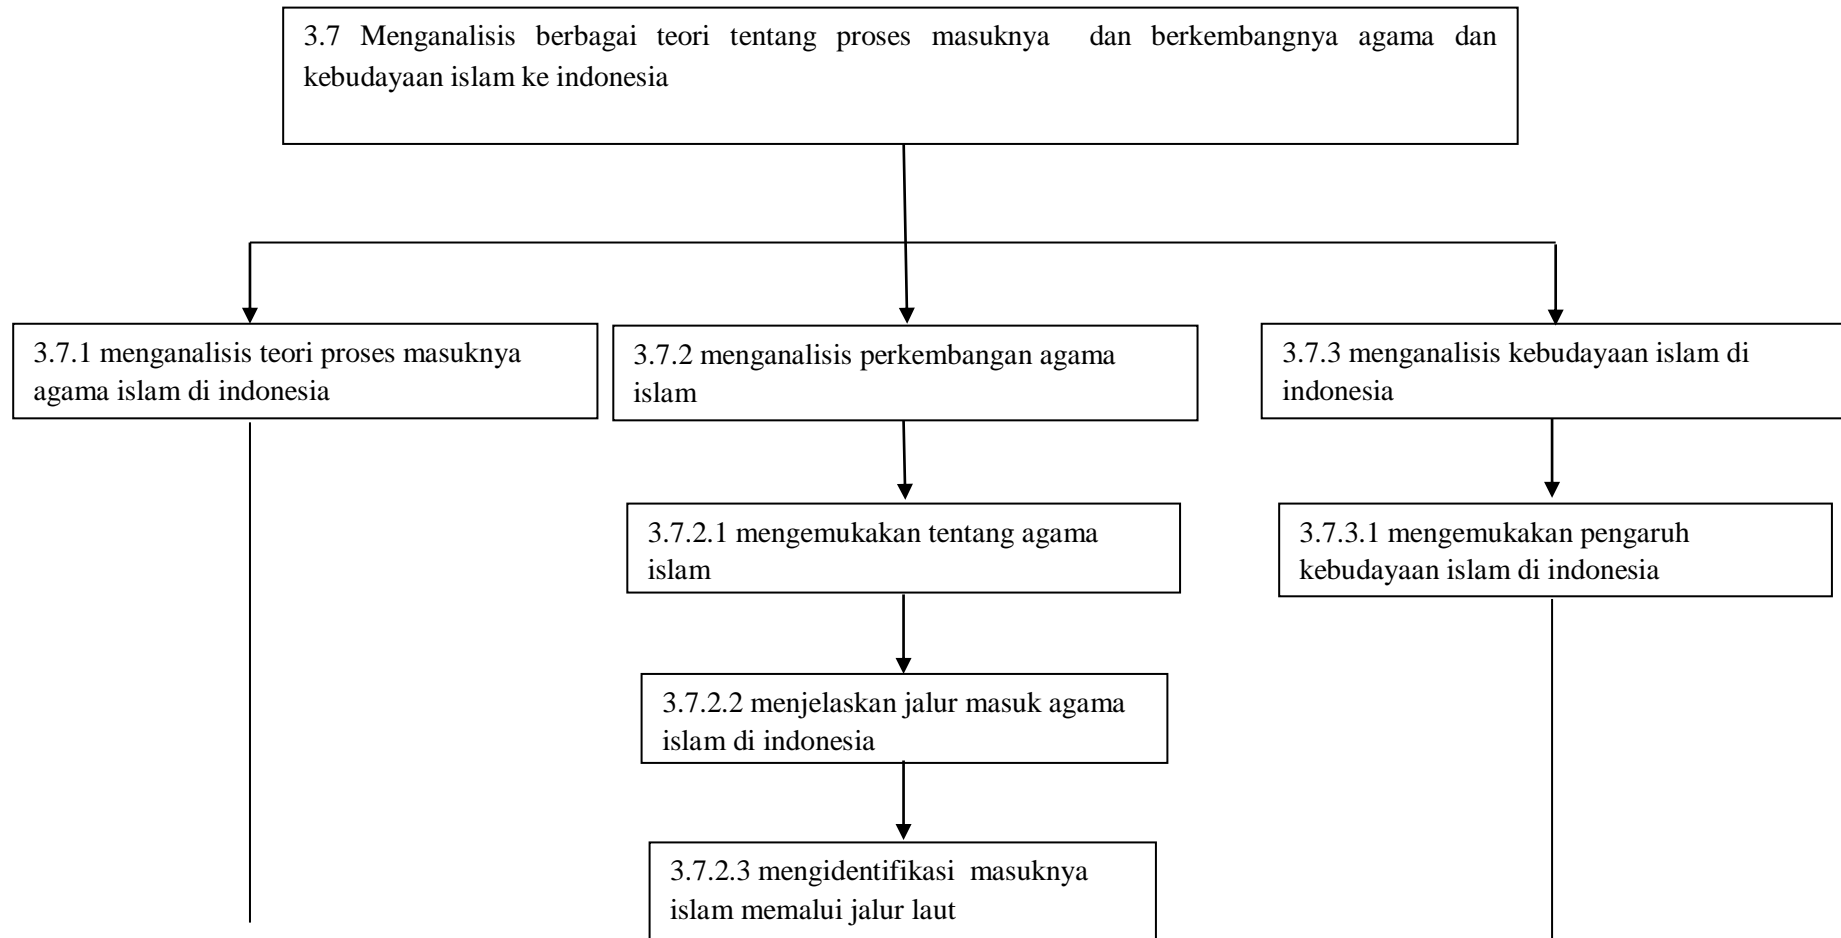 3.7 Menganalisis berbagai teori tentang proses masuknya dan berkembangnya agama dan
kebudayaan islam ke indonesia
3.7.1 menganalisis teori proses masuknya
agama islam di indonesia
3.7.2 menganalisis perkembangan agama
islam
3.7.3 menganalisis kebudayaan islam di
indonesia
3.7.2.1 mengemukakan tentang agama
islam
3.7.3.1 mengemukakan pengaruh
kebudayaan islam di indonesia
3.7.2.2 menjelaskan jalur masuk agama
islam di indonesia
3.7.2.3 mengidentifikasi masuknya
islam memalui jalur laut